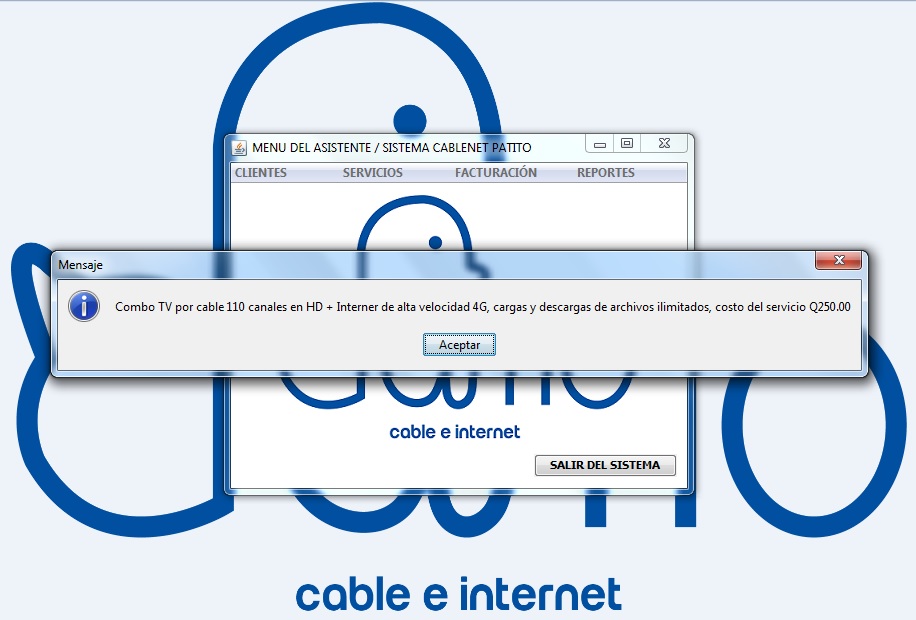 MENU DEL ASISTENTE / SISTEMA CABLENET PATITO
CLIENTES SERVICIOS FACTURACIÓN REPORTES
Mensaje
Combo TV por cable 110 canales en HD + Interner de alta velocidad 4G, cargas y descargas de archivos ilimitados, costo del servicio Q250.00
Aceptar
cable e internet
SALIR DEL SISTEMA
cable e internet